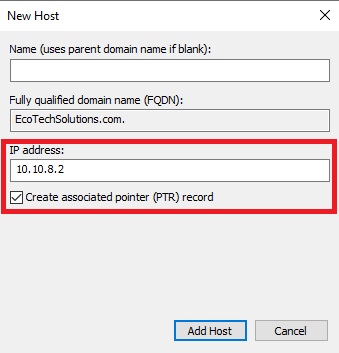 New Host
Name (uses parent domain name if blank):
Fully qualified domain name (FQDN):
EcoTechSolutions.com.
IP address:
10.10.8.2
Create associated pointer (PTR) record
Add Host
Cancel